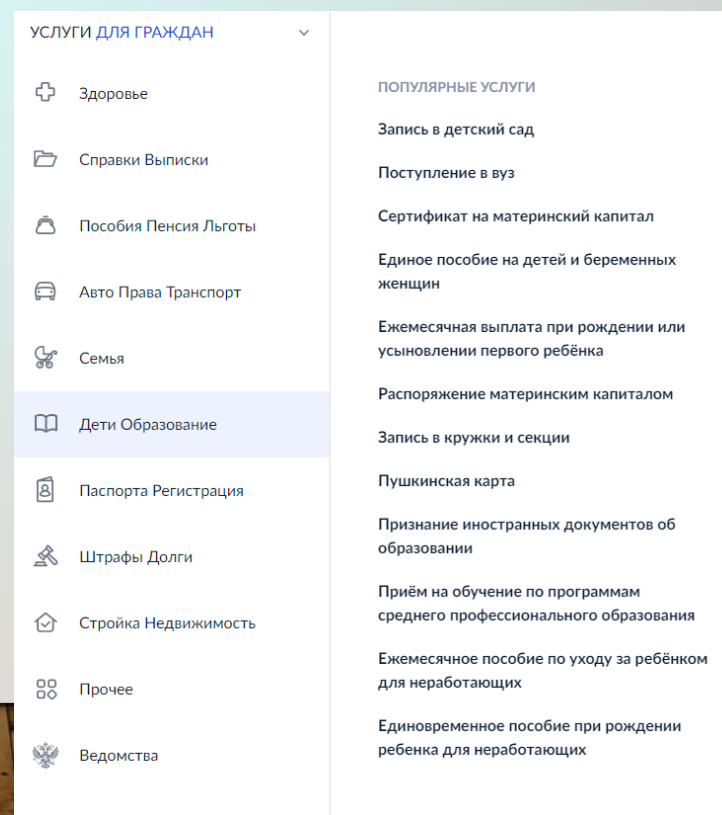 УСЛУГИ ДЛЯ ГРАЖДАН
Здоровье
Справки Выписки
Пособия Пенсия Льготы
Авто Права Транспорт
Семья
Дети Образование
Паспорта Регистрация
Штрафы Долги
Стройка Недвижимость
Прочее
Ведомства
ПОПУЛЯРНЫЕ УСЛУГИ
Запись в детский сад
Поступление в вуз
Сертификат на материнский капитал
Единое пособие на детей и беременных
женщин
Ежемесячная выплата при рождении или
усыновлении первого ребёнка
Распоряжение материнским капиталом
Запись в кружки и секции
Пушкинская карта
Признание иностранных документов об
образовании
Приём на обучение по программам
среднего профессионального образования
Ежемесячное пособие по уходу за ребёнком
для неработающих
Единовременное пособие при рождении
ребенка для неработающих